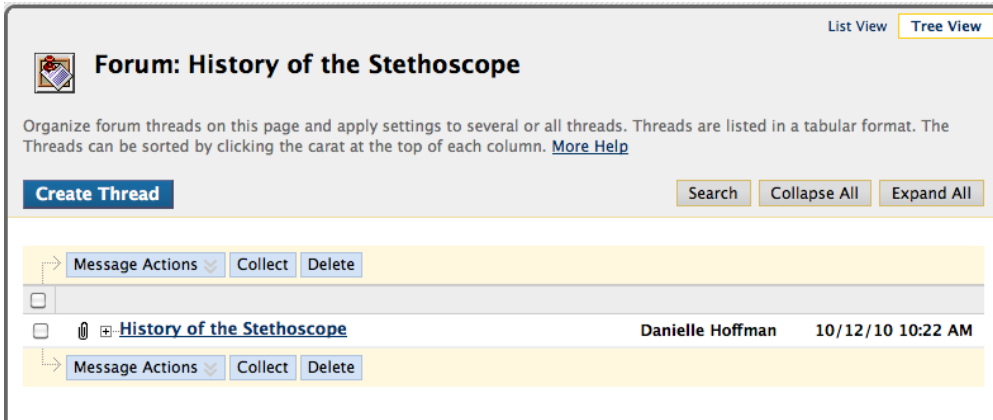 List View Tree View
Forum: History of the Stethoscope
Organize forum threads on this page and apply settings to several or all threads. Threads are listed in a tabular format. The
Threads can be sorted by clicking the carat at the top of each column. More Help
Create Thread Search Collapse All Expand All
Message Actions Collect Delete
History of the Stethoscope Danielle Hoffman 10/12/10 10:22 AM
Message Actions Collect Delete